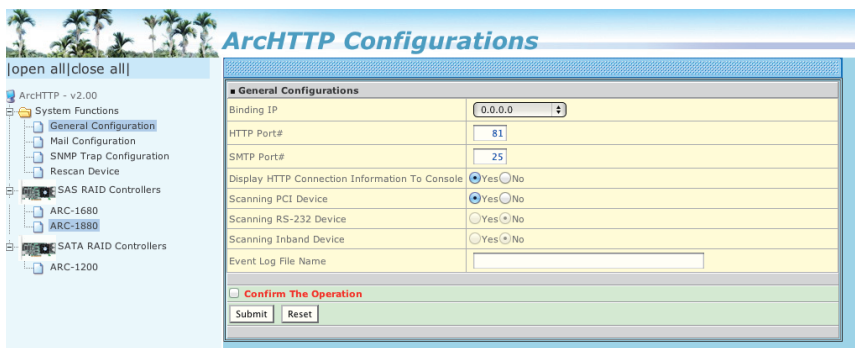 ArcHTTP Configurations
|open all|close all|
ArcHTTP - v2.00
System Functions
General Configuration
Mail Configuration
SNMP Trap Configuration
Rescan Device
SAS RAID Controllers
ARC-1680
ARC-1880
SATA RAID Controllers
ARC-1200
General Configurations
Binding IP 0.0.0.0
HTTP Port# 81
SMTP Port# 25
Display HTTP Connection Information To Console Yes No
Scanning PCI Device Yes No
Scanning RS-232 Device Yes No
Scanning Inband Device Yes No
Event Log File Name
Confirm The Operation
Submit Reset